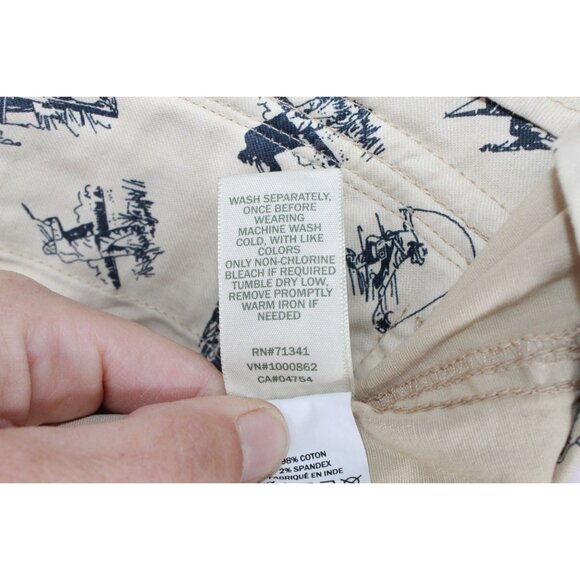 WASH SEPARATELY,
ONCE BEFORE
WEARING
MACHINE WASH
COLD, WITH LIKE
COLORS
ONLY NON-CHLORINE
BLEACH IF REQUIRED
TUMBLE DRY LOW,
REMOVE PROMPTLY
WARM IRON IF
NEEDED
RN#71341
VN#1000862
CA#04754
98% COTON
2% SPANDEX
FABRIQUÉ EN INDE